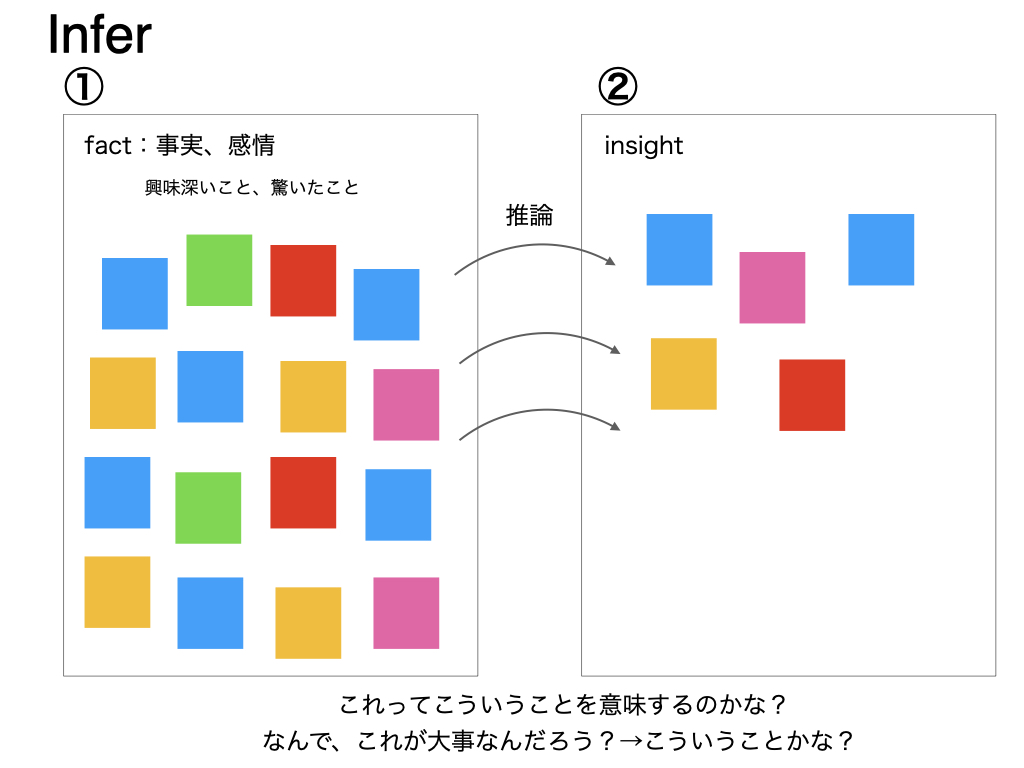 Infer
①
②
fact：事実、感情
興味深いこと、驚いたこと
insight
推論
これってこういうことを意味するのかな？
なんで、これが大事なんだろう？→こういうことかな？